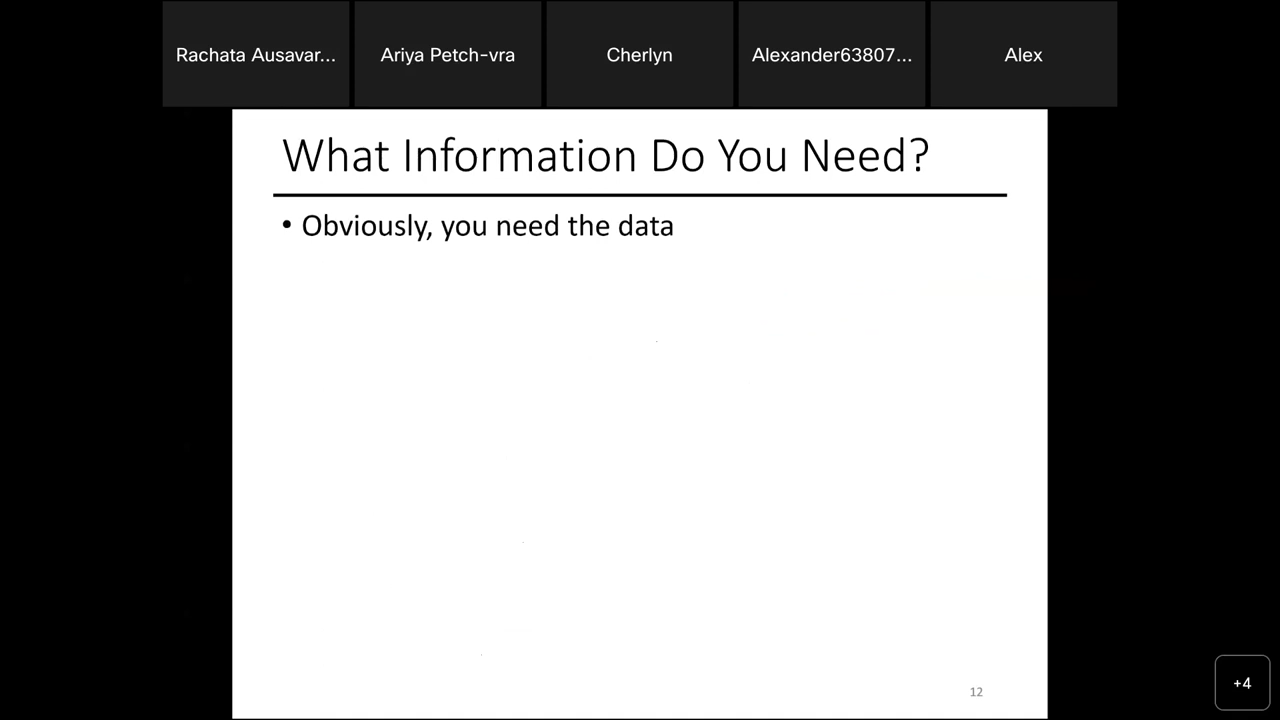 Rachata Ausavar...
Ariya Petch-vra
Cherlyn
Alexander63807...
Alex
What Information Do You Need?
• Obviously, you need the data
12
+4